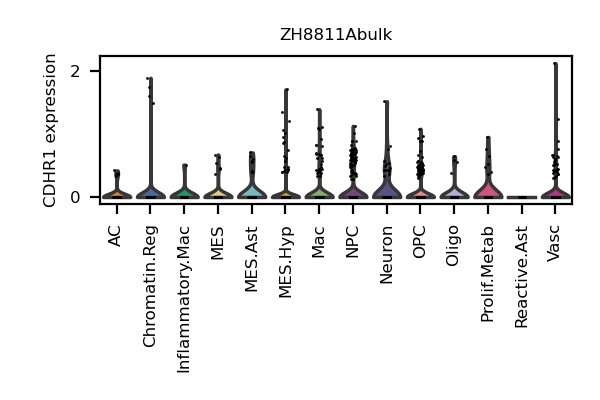 ZH8811Abulk
CDHR1 expression
2
0
AC
Chromatin.Reg
Inflammatory.Mac
MES
MES.Ast
MES.Hyp
Mac
NPC
Neuron
OPC
Oligo
Prolif.Metab
Reactive.Ast
Vasc